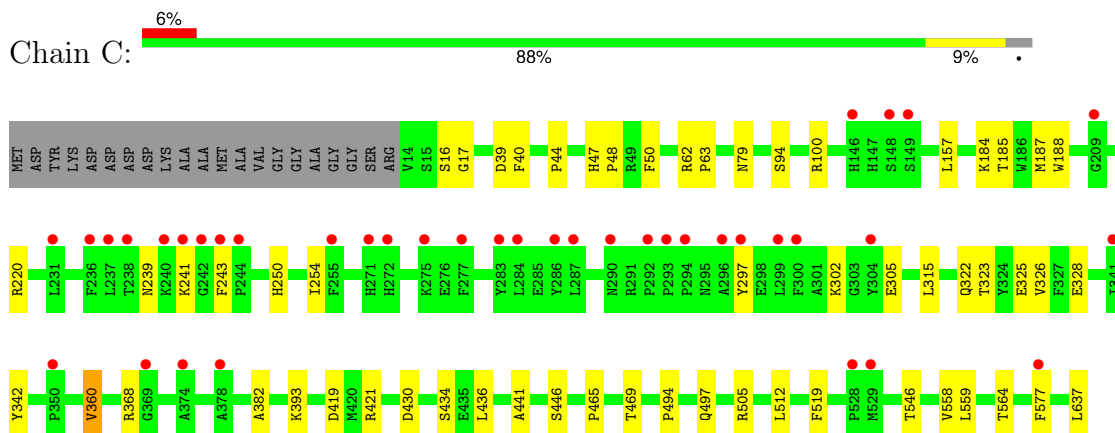 6%
Chain C:
88% 9% •
MET ASP TYR LYS ASP ASP ASP ASP LYS ALA ALA MET ALA VAL GLY GLY ALA GLY GLY SER ARG V14 S15 S16 G17 D39 F40 P44 H47 P48 R49 F50 R62 P63 N79 S94 R100 H146 H147 S148 S149 L157 K184 T185 W186 M187 W188 G209
R220 L231 F236 L237 T238 N239 K240 K241 G242 F243 P244 H250 I254 F255 H271 H272 K275 E276 F277 Y283 L284 E285 Y286 L287 N290 R291 P292 P293 P294 N295 A296 Y297 E298 L299 F300 A301 K302 G303 Y304 E305 L315 Q322 T323 Y324 E325 V326 F327 E328 I341
Y342 P350 V360 R368 G369 A374 A378 A382 K393 D419 M420 R421 D430 S434 E435 L436 A441 S446 P465 T469 P494 Q497 R505 L512 F519 P528 M529 T546 V558 L559 T564 F577 L637